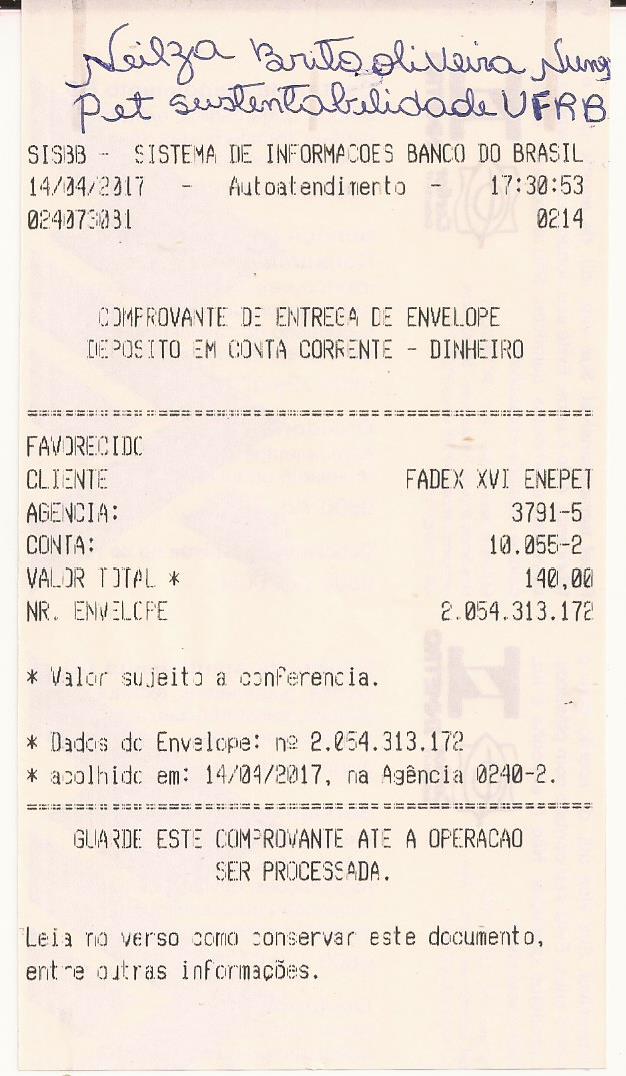 Neilza Brito oliveira Nunes
Pet sustentabelidade UFRB
SISBB - SISTEMA DE INFORMACOES BANCO DO BRASIL
14/04/2017 - Autoatendimento - 17:30:53
024073031 0214
COMPROVANTE DE ENTREGA DE ENVELOPE
DEPOSITO EM CONTA CORRENTE - DINHEIRO
FAVORECIDO
CLIENTE FADEX XVI ENEPET
AGENCIA: 3791-5
CONTA: 10.055-2
VALOR TOTAL * 140,00
NR. ENVELOPE 2.054.313.172
* Valor sujeito a conferencia.
* Dados do Envelope: nº 2.054.313.172
* acolhido em: 14/04/2017, na Agência 0240-2.
GUARDE ESTE COMPROVANTE ATE A OPERACAO
SER PROCESSADA.
Leia no verso como conservar este documento,
entre outras informações.